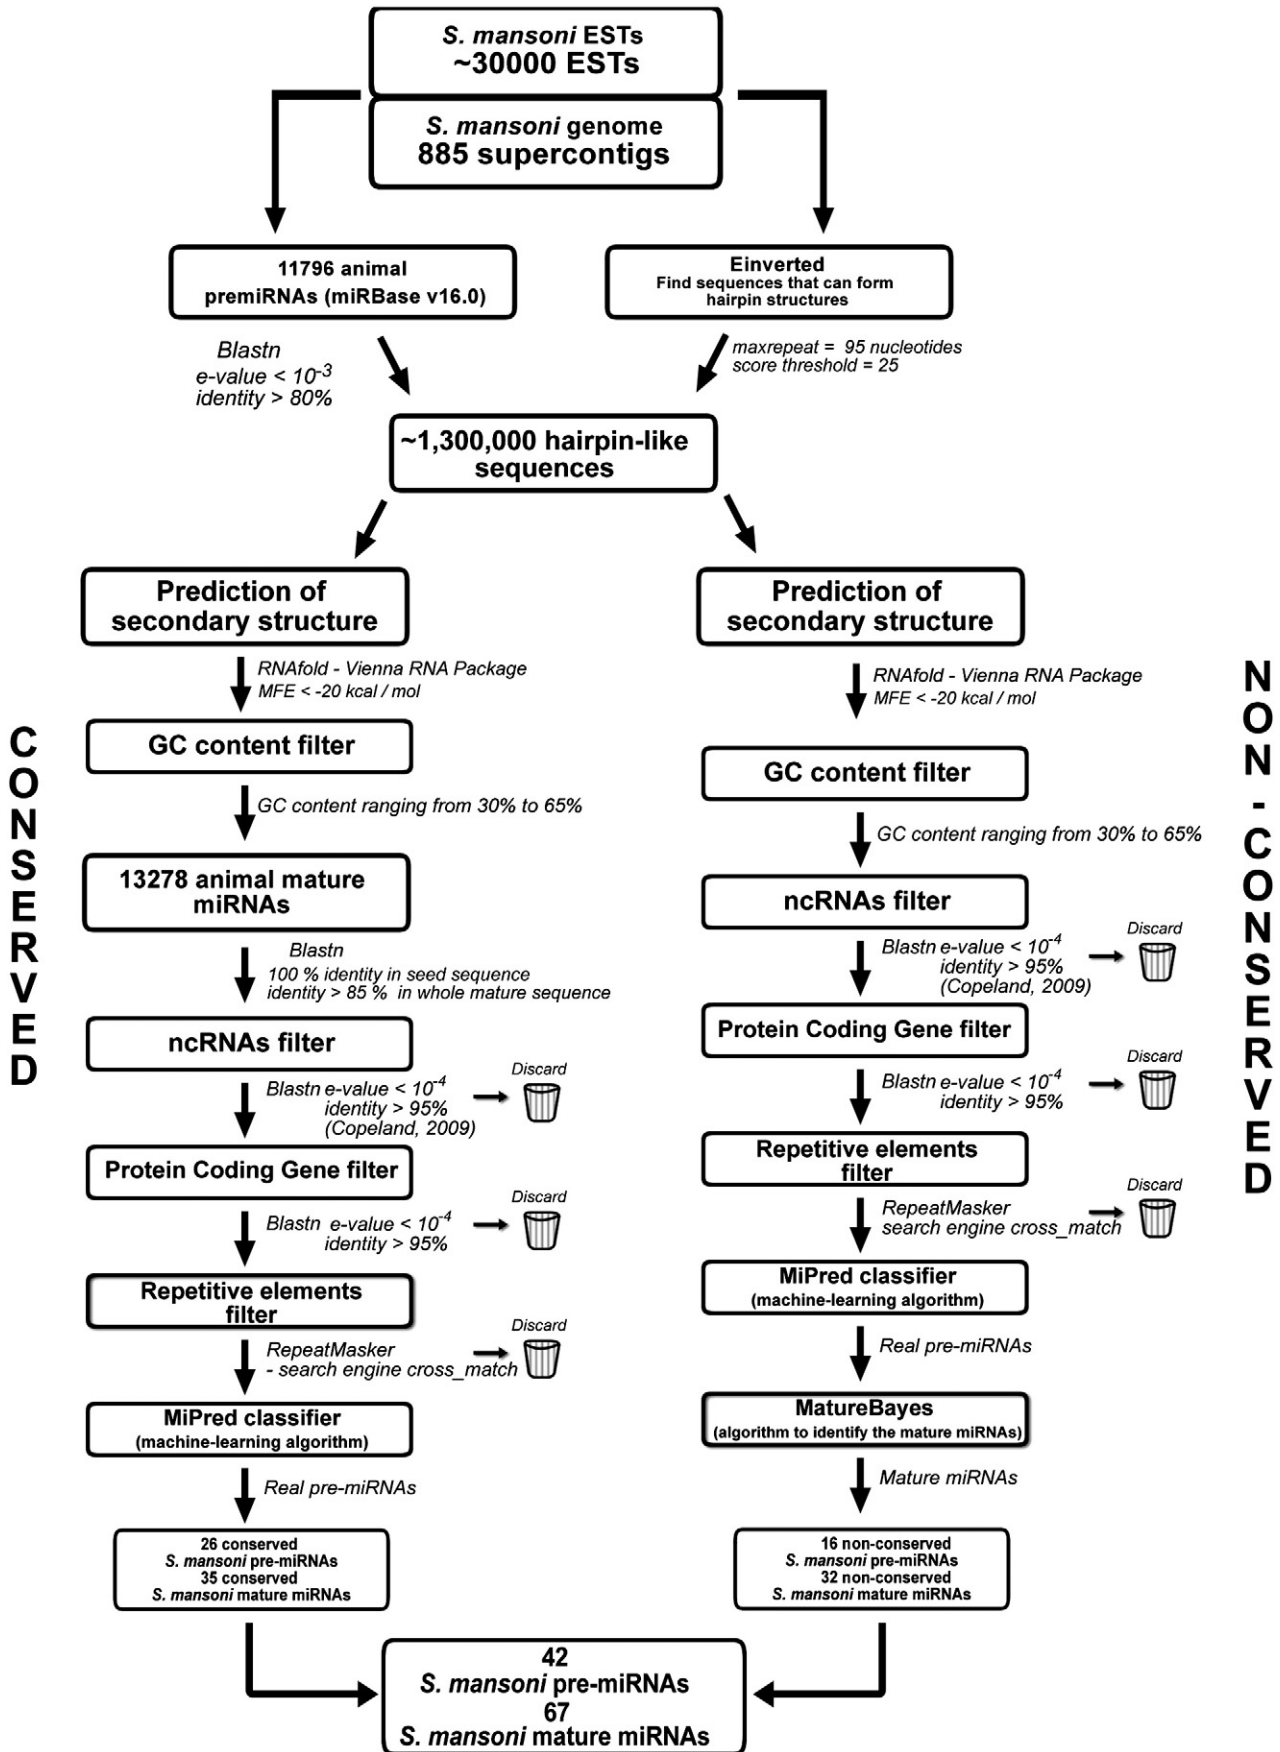 S. mansoni ESTs
~30000 ESTs
S. mansoni genome
885 supercontigs
11796 animal
premiRNAs (miRBase v16.0)
Einverted
Find sequences that can form
hairpin structures
Blastn
e-value < 10-3
identity > 80%
maxrepeat = 95 nucleotides
score threshold = 25
~1,300,000 hairpin-like
sequences
CONSERVED
Prediction of
secondary structure
RNAfold - Vienna RNA Package
MFE < -20 kcal / mol
GC content filter
GC content ranging from 30% to 65%
13278 animal mature
miRNAs
Blastn
100 % identity in seed sequence
identity > 85 % in whole mature sequence
ncRNAs filter
Blastn e-value < 10-4
identity > 95%
(Copeland, 2009)
Discard
Protein Coding Gene filter
Blastn e-value < 10-4
identity > 95%
Discard
Repetitive elements
filter
RepeatMasker
- search engine cross_match
Discard
MiPred classifier
(machine-learning algorithm)
Real pre-miRNAs
26 conserved
S. mansoni pre-miRNAs
35 conserved
S. mansoni mature miRNAs
NON-CONSERVED
Prediction of
secondary structure
RNAfold - Vienna RNA Package
MFE < -20 kcal / mol
GC content filter
GC content ranging from 30% to 65%
ncRNAs filter
Blastn e-value < 10-4
identity > 95%
(Copeland, 2009)
Discard
Protein Coding Gene filter
Blastn e-value < 10-4
identity > 95%
Discard
Repetitive elements
filter
RepeatMasker
search engine cross_match
Discard
MiPred classifier
(machine-learning algorithm)
Real pre-miRNAs
MatureBayes
(algorithm to identify the mature miRNAs)
Mature miRNAs
16 non-conserved
S. mansoni pre-miRNAs
32 non-conserved
S. mansoni mature miRNAs
42
S. mansoni pre-miRNAs
67
S. mansoni mature miRNAs